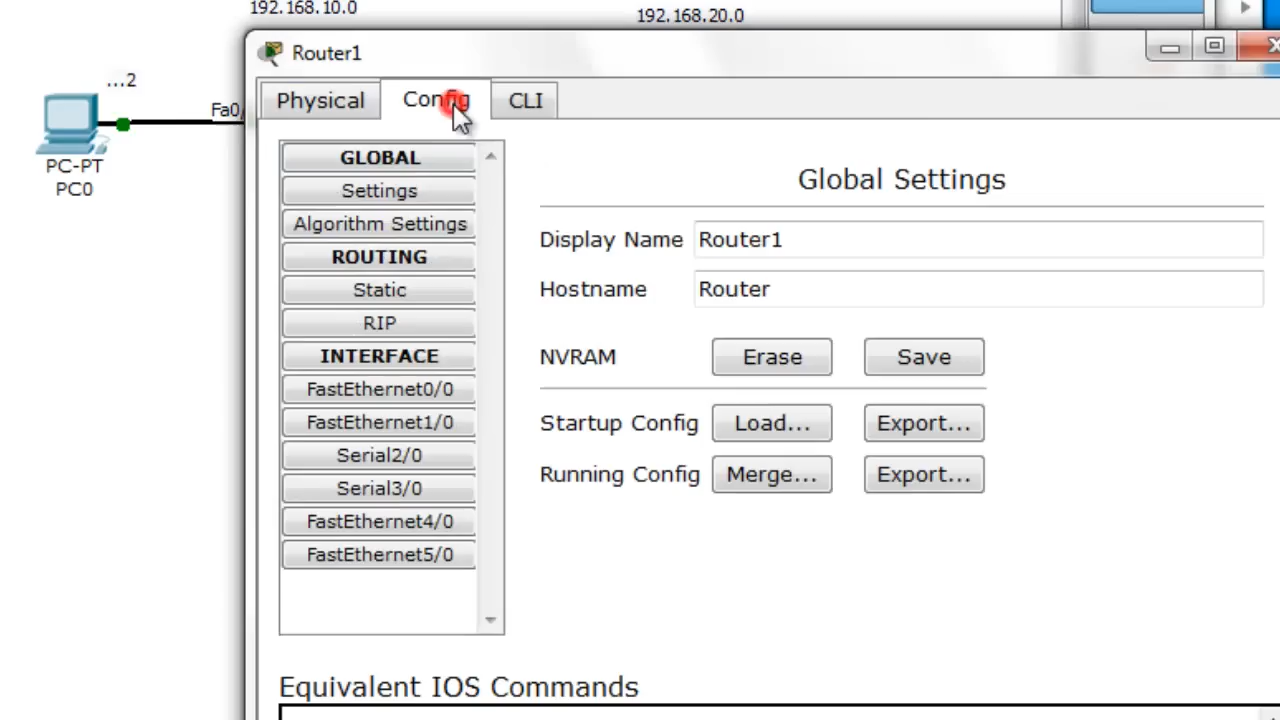 192.168.10.0
192.168.20.0
Router1
...2
Physical
Config
CLI
Fa0/
PC-PT
PC0
GLOBAL
Settings
Algorithm Settings
ROUTING
Static
RIP
INTERFACE
FastEthernet0/0
FastEthernet1/0
Serial2/0
Serial3/0
FastEthernet4/0
FastEthernet5/0
Global Settings
Display Name Router1
Hostname Router
NVRAM Erase Save
Startup Config Load... Export...
Running Config Merge... Export...
Equivalent IOS Commands